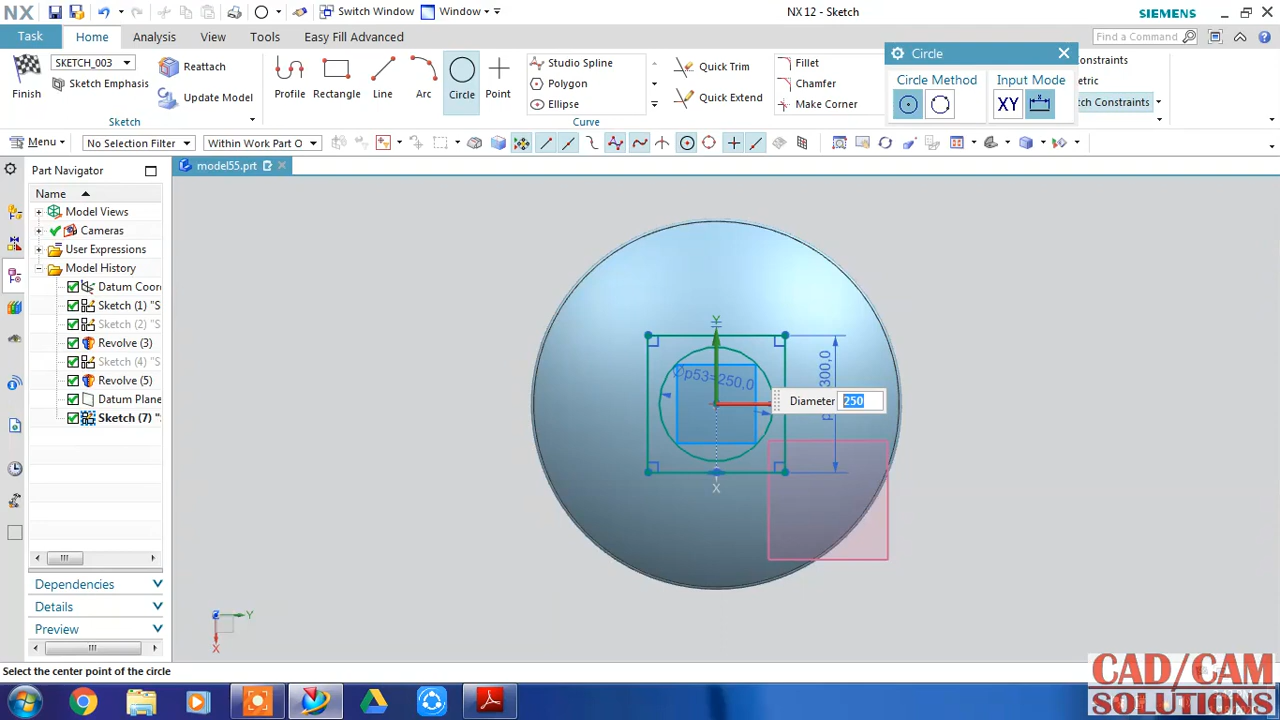 NX
Switch Window
Window
NX 12 - Sketch
SIEMENS
Task
Home
Analysis
View
Tools
Easy Fill Advanced
Find a Command
Circle
SKETCH_003
Sketch Emphasis
Finish
Reattach
Update Model
Sketch
Profile
Rectangle
Line
Arc
Circle
Point
Studio Spline
Polygon
Ellipse
Curve
Quick Trim
Quick Extend
Fillet
Chamfer
Make Corner
Circle Method
Input Mode
XY
onstraints
etric
tch Constraints
Menu
No Selection Filter
Within Work Part O
Part Navigator
model55.prt
Name
Model Views
Cameras
User Expressions
Model History
Datum Coor
Sketch (1) "S
Sketch (2) "S
Revolve (3)
Sketch (4) "S
Revolve (5)
Datum Plane
Sketch (7) "
Dependencies
Details
Preview
Y
Øp53=250,0
300,0
Diameter 250
X
Y
X
Select the center point of the circle
CAD/CAM
SOLUTIONS